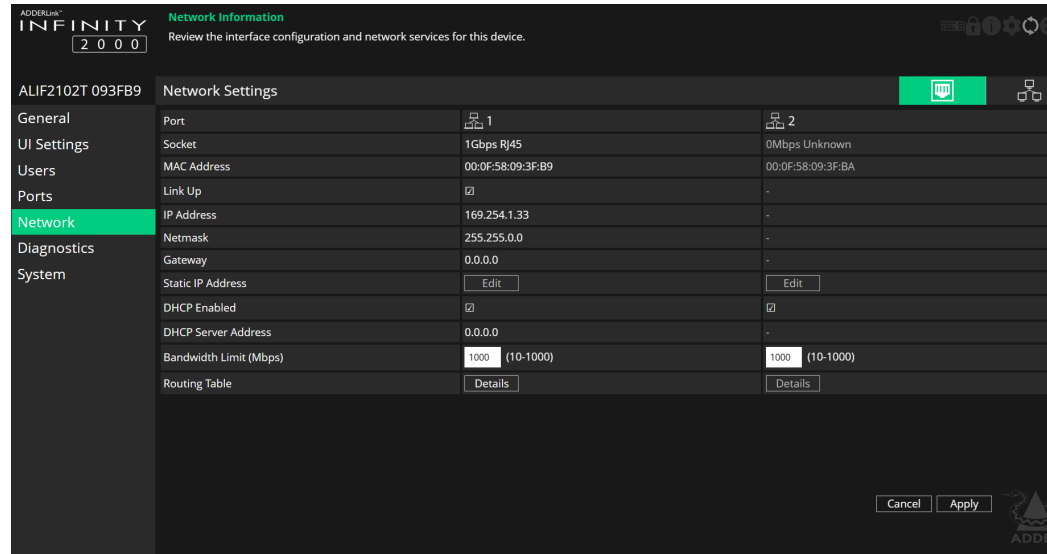 ADDERLink™
INFINITY
2000
Network Information
Review the interface configuration and network services for this device.
ALIF2102T 093FB9
Network Settings
General
UI Settings
Users
Ports
Network
Diagnostics
System
Port 1 2
Socket 1Gbps RJ45 0Mbps Unknown
MAC Address 00:0F:58:09:3F:B9 00:0F:58:09:3F:BA
Link Up -
IP Address 169.254.1.33 -
Netmask 255.255.0.0 -
Gateway 0.0.0.0 -
Static IP Address Edit Edit
DHCP Enabled
DHCP Server Address 0.0.0.0 -
Bandwidth Limit (Mbps) 1000 (10-1000) 1000 (10-1000)
Routing Table Details Details
Cancel Apply